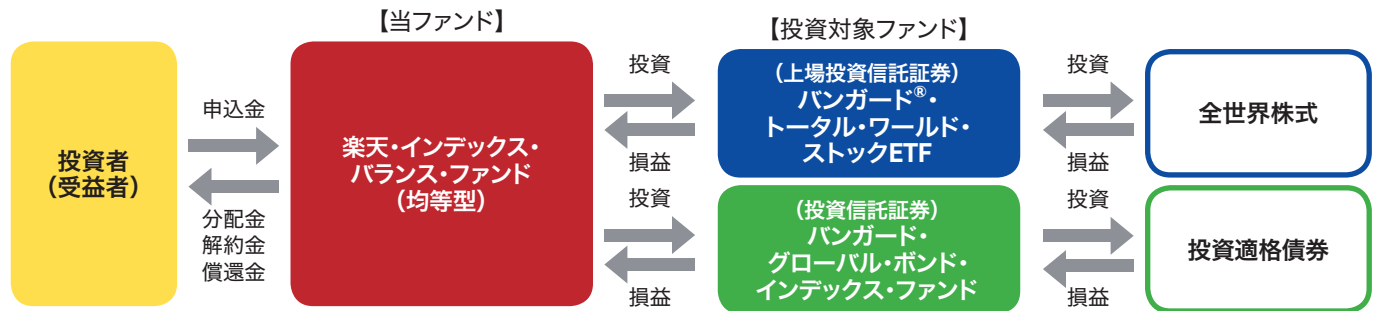 【当ファンド】
【投資対象ファンド】
投資者
（受益者）
申込金
分配金
解約金
償還金
楽天・インデックス・
バランス・ファンド
（均等型）
投資
損益
投資
損益
（上場投資信託証券）
バンガード®・
トータル・ワールド・
ストックETF
（投資信託証券）
バンガード・
グローバル・ボンド・
インデックス・ファンド
投資
損益
投資
損益
全世界株式
投資適格債券